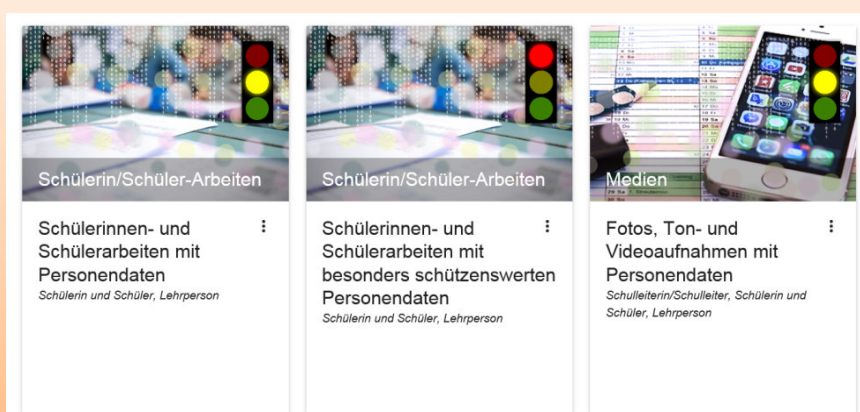 Schülerin/Schüler-Arbeiten
Schülerinnen- und
Schülerarbeiten mit
Personendaten
Schülerin und Schüler, Lehrperson
Schülerin/Schüler-Arbeiten
Schülerinnen- und
Schülerarbeiten mit
besonders schützenswerten
Personendaten
Schülerin und Schüler, Lehrperson
Medien
Fotos, Ton- und
Videoaufnahmen mit
Personendaten
Schulleiterin/Schulleiter, Schülerin und
Schüler, Lehrperson